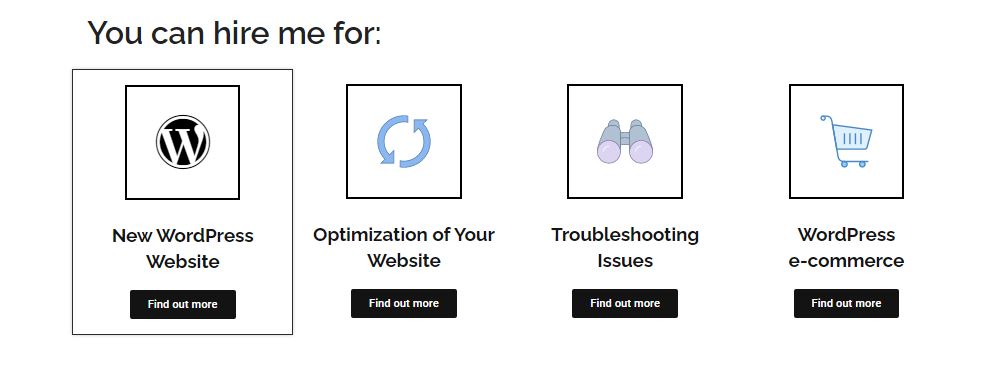 You can hire me for:
New WordPress
Website
Find out more
Optimization of Your
Website
Find out more
Troubleshooting
Issues
Find out more
WordPress
e-commerce
Find out more